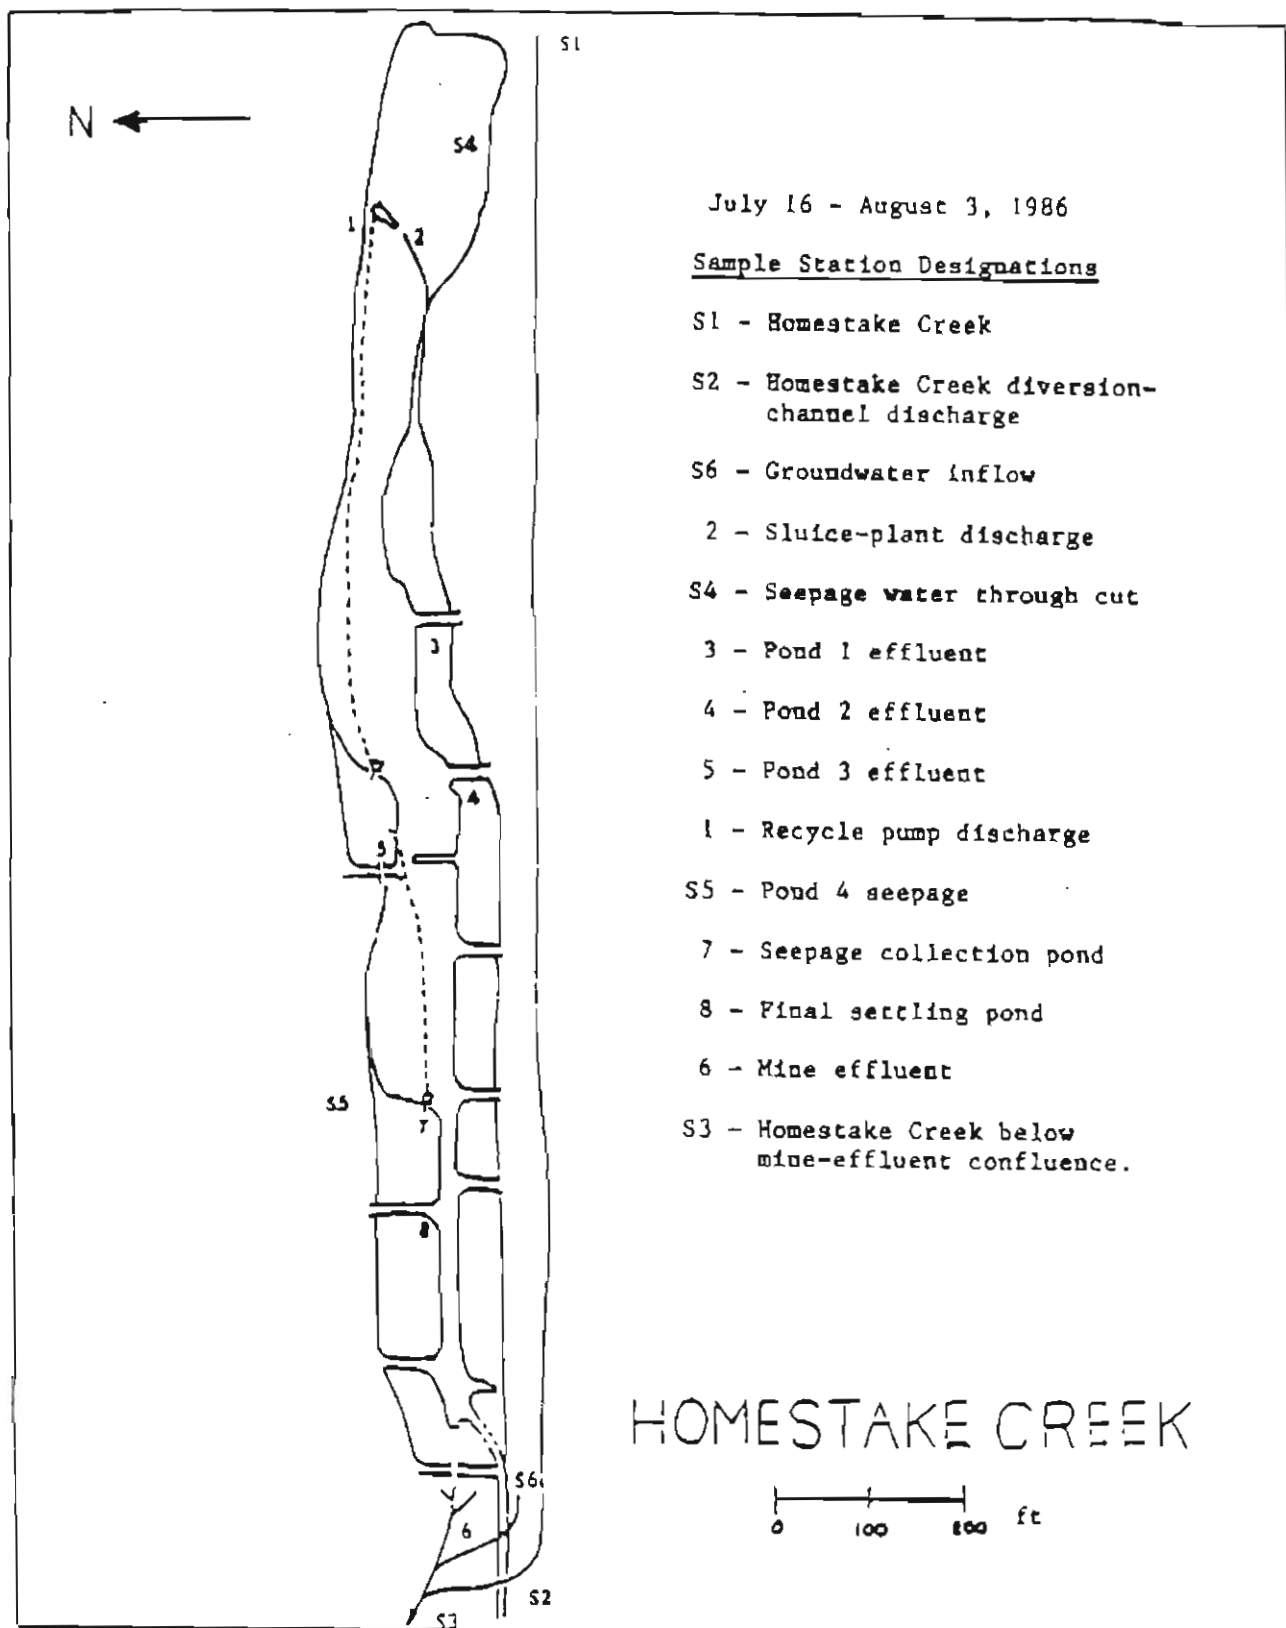 S1
N
S4
1
2
July 16 - August 3, 1986
Sample Station Designations
S1 - Homestake Creek
S2 - Homestake Creek diversion-
channel discharge
S6 - Groundwater inflow
2 - Sluice-plant discharge
S4 - Seepage water through cut
3 - Pond 1 effluent
4 - Pond 2 effluent
5 - Pond 3 effluent
1 - Recycle pump discharge
S5 - Pond 4 seepage
7 - Seepage collection pond
8 - Final settling pond
6 - Mine effluent
S3 - Homestake Creek below
mine-effluent confluence.
3
4
5
S5
7
8
HOMESTAKE CREEK
0 100 200 ft
S6
6
S2
S3